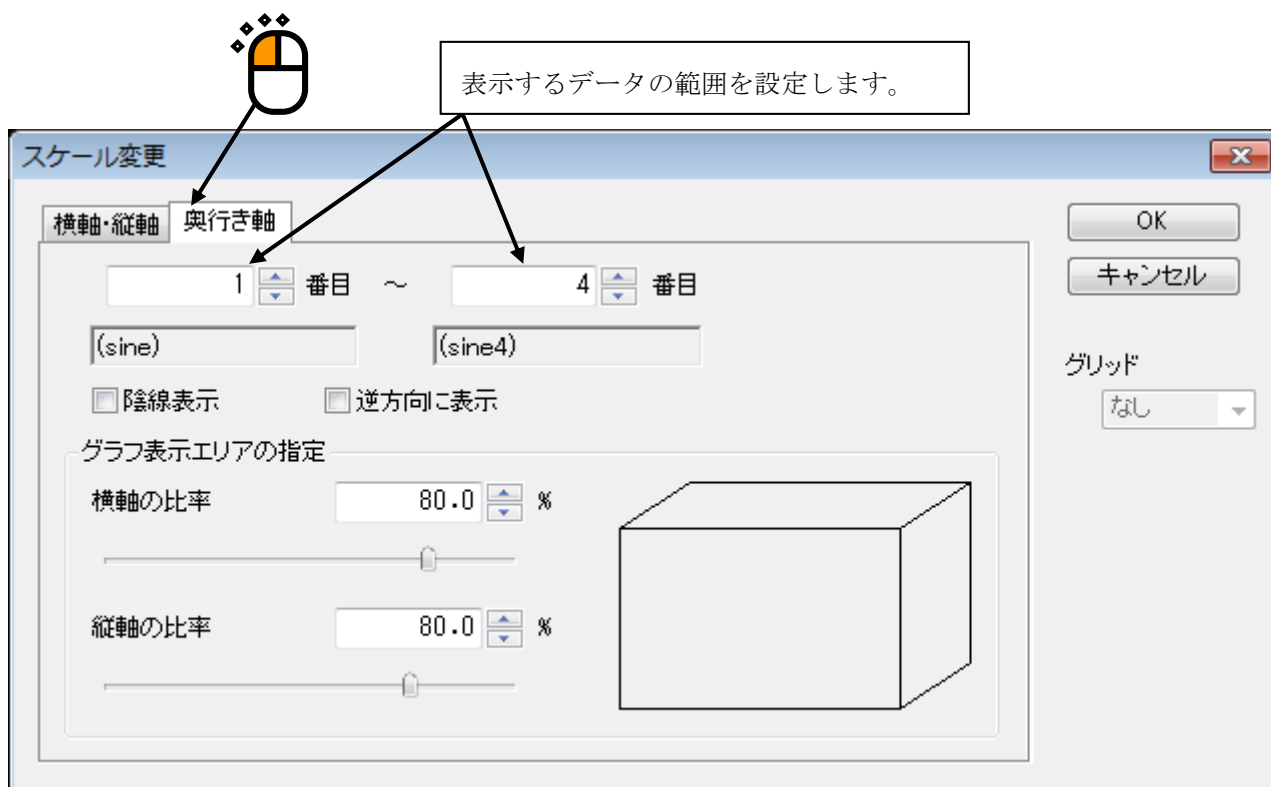 表示するデータの範囲を設定します。
スケール変更
横軸・縦軸 奥行き軸
OK
1 番目 ～ 4 番目
キャンセル
(sine) (sine4)
グリッド
陰線表示 逆方向に表示
なし
グラフ表示エリアの指定
横軸の比率 80.0 %
縦軸の比率 80.0 %